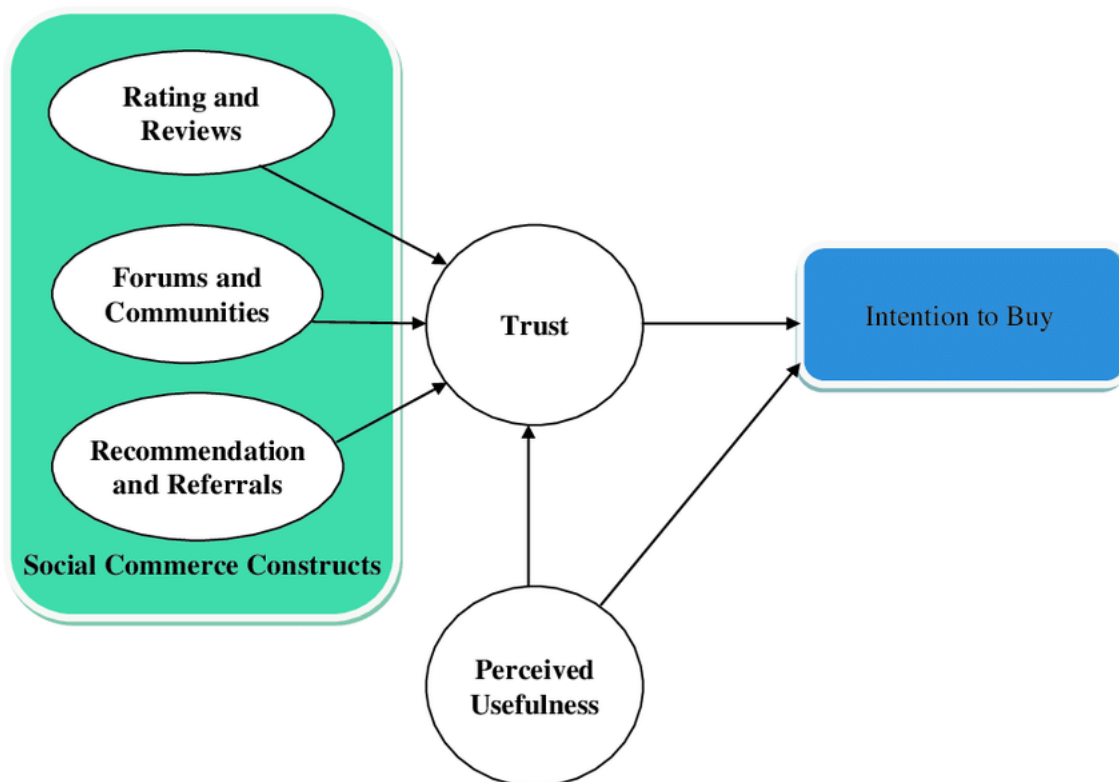 Rating and
Reviews
Forums and
Communities
Recommendation
and Referrals
Social Commerce Constructs
Trust
Perceived
Usefulness
Intention to Buy